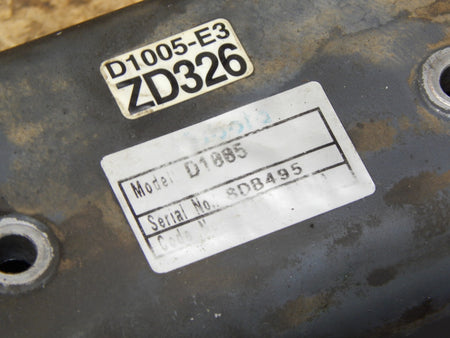 D1005-E3
ZD326
Model D1005
Serial No. 8DB495
Code